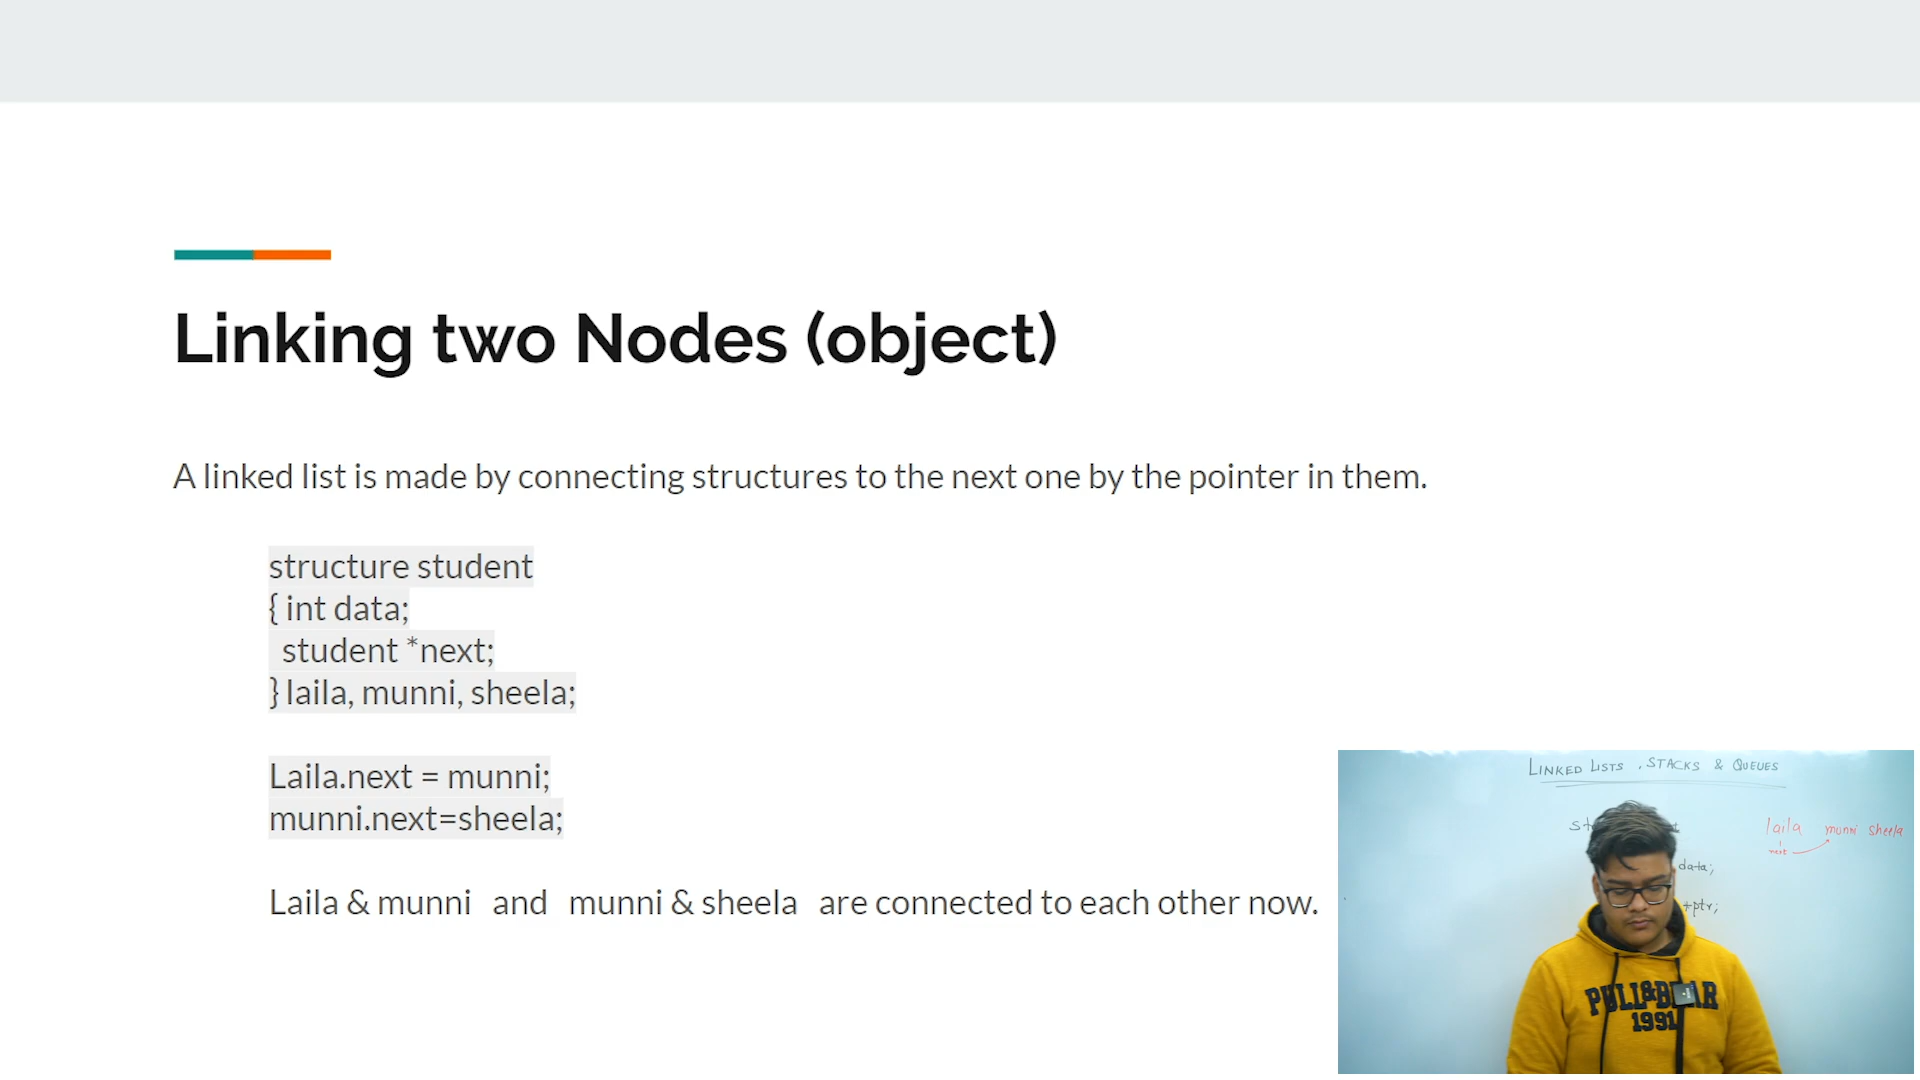 Linking two Nodes (object)
A linked list is made by connecting structures to the next one by the pointer in them.
structure student
{ int data;
student *next;
} laila, munni, sheela;
Laila.next = munni;
munni.next=sheela;
Laila & munni and munni & sheela are connected to each other now.
LINKED LISTS , STACKS & QUEUES
laila munni sheela
next
data;
PULL&BEAR
1991